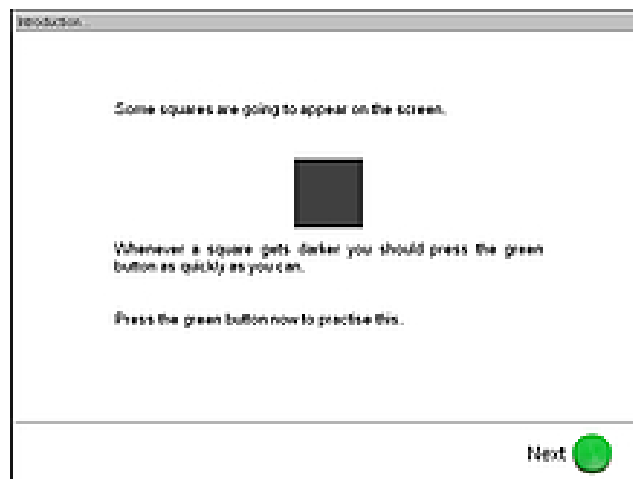 Introduction...
Some squares are going to appear on the screen.
Whenever a square gets darker you should press the green
button as quickly as you can.
Press the green button now to practise this.
Next